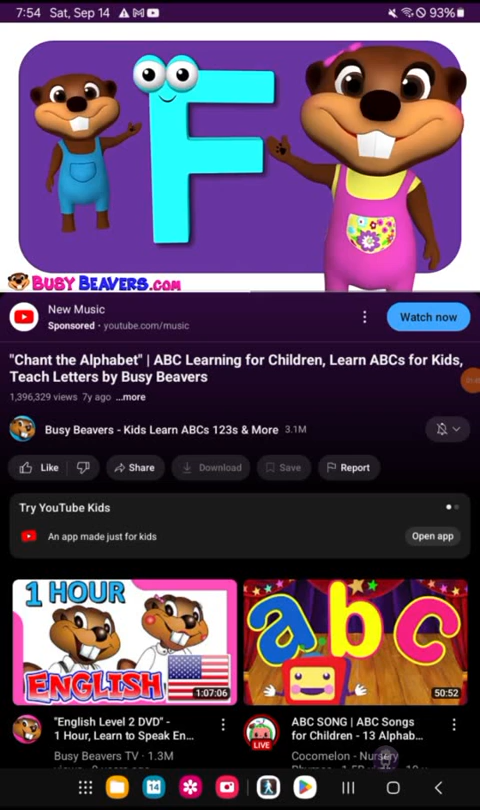 7:54 Sat, Sep 14 93%
F
BUSY BEAVERS.COM
New Music
Sponsored · youtube.com/music
Watch now
"Chant the Alphabet" | ABC Learning for Children, Learn ABCs for Kids,
Teach Letters by Busy Beavers
1,396,329 views 7y ago ...more
Busy Beavers - Kids Learn ABCs 123s & More 3.1M
Like Share Download Save Report
Try YouTube Kids
An app made just for kids
Open app
1 HOUR
ENGLISH
1:07:06
a b c
50:52
"English Level 2 DVD" -
1 Hour, Learn to Speak En...
Busy Beavers TV · 1.3M
LIVE
ABC SONG | ABC Songs
for Children - 13 Alphab...
Cocomelon - Nursery
14